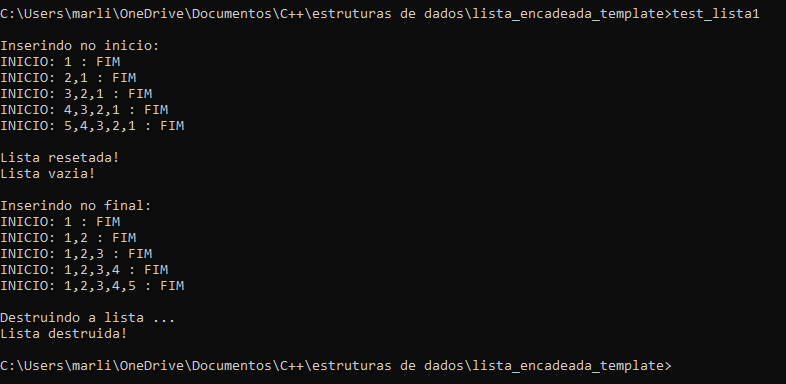 C:\Users\marli\OneDrive\Documentos\C++\estruturas de dados\lista_encadeada_template>test_lista1
Inserindo no inicio:
INICIO: 1 : FIM
INICIO: 2,1 : FIM
INICIO: 3,2,1 : FIM
INICIO: 4,3,2,1 : FIM
INICIO: 5,4,3,2,1 : FIM
Lista resetada!
Lista vazia!
Inserindo no final:
INICIO: 1 : FIM
INICIO: 1,2 : FIM
INICIO: 1,2,3 : FIM
INICIO: 1,2,3,4 : FIM
INICIO: 1,2,3,4,5 : FIM
Destruindo a lista ...
Lista destruida!
C:\Users\marli\OneDrive\Documentos\C++\estruturas de dados\lista_encadeada_template>